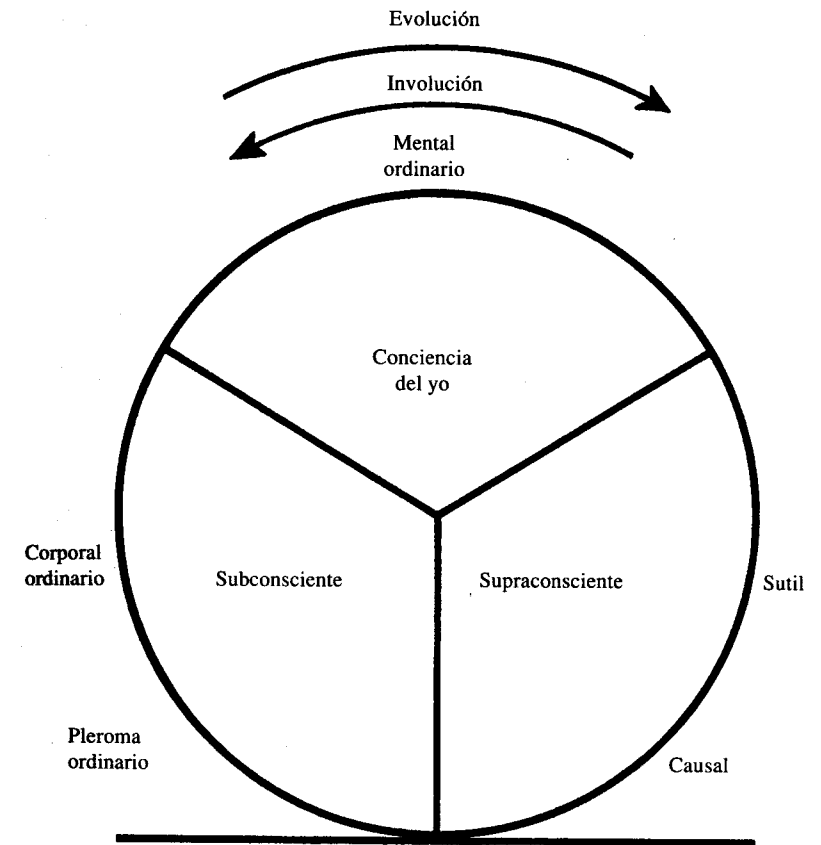 Evolución
Involución
Mental
ordinario
Conciencia
del yo
Corporal
ordinario
Subconsciente
Supraconsciente
Sutil
Pleroma
ordinario
Causal